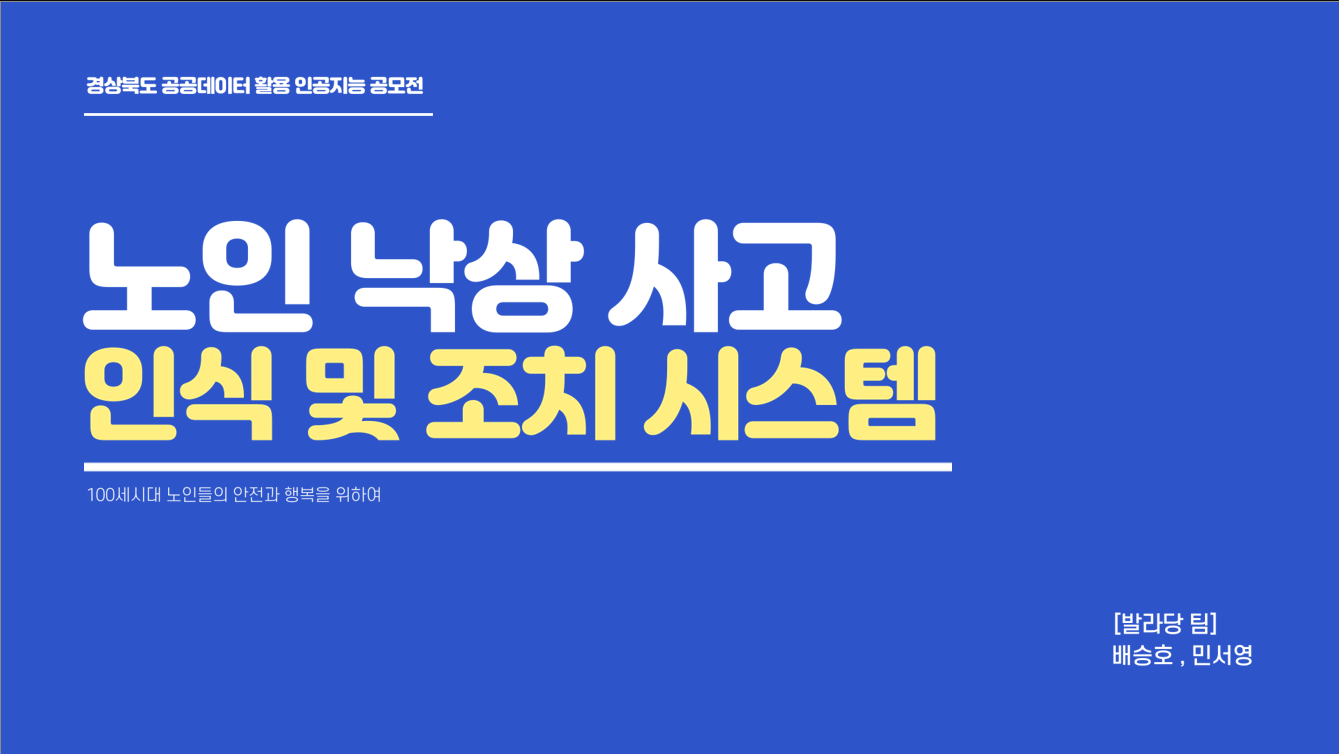 경상북도 공공데이터 활용 인공지능 공모전
노인 낙상 사고
인식 및 조치 시스템
100세시대 노인들의 안전과 행복을 위하여
[발라당 팀]
배승호 , 민서영